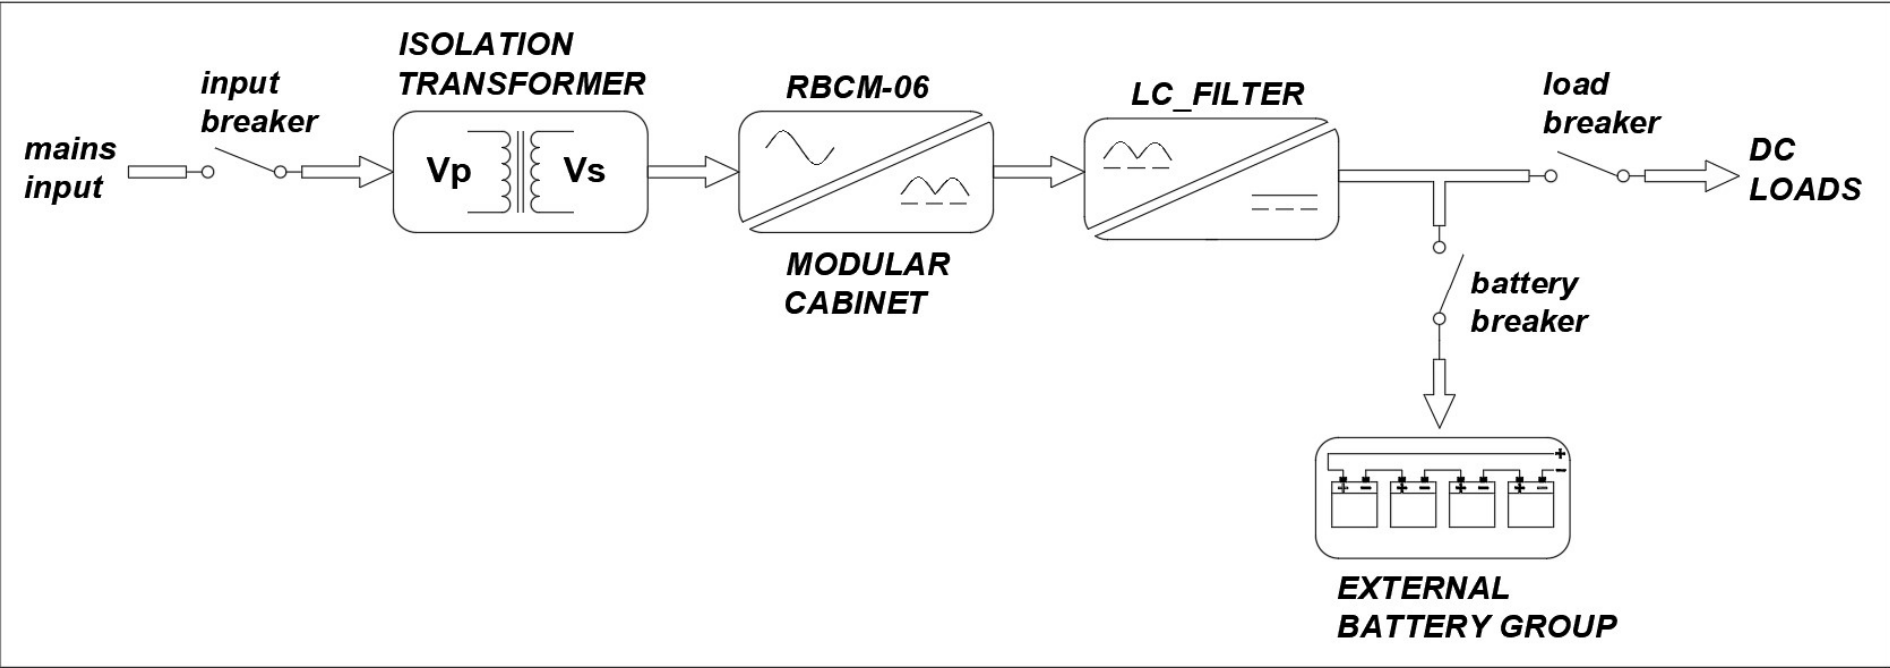 mains
input
input
breaker
ISOLATION
TRANSFORMER
Vp
Vs
RBCM-06
MODULAR
CABINET
LC_FILTER
load
breaker
DC
LOADS
battery
breaker
+
−
+ − + − + − + −
EXTERNAL
BATTERY GROUP